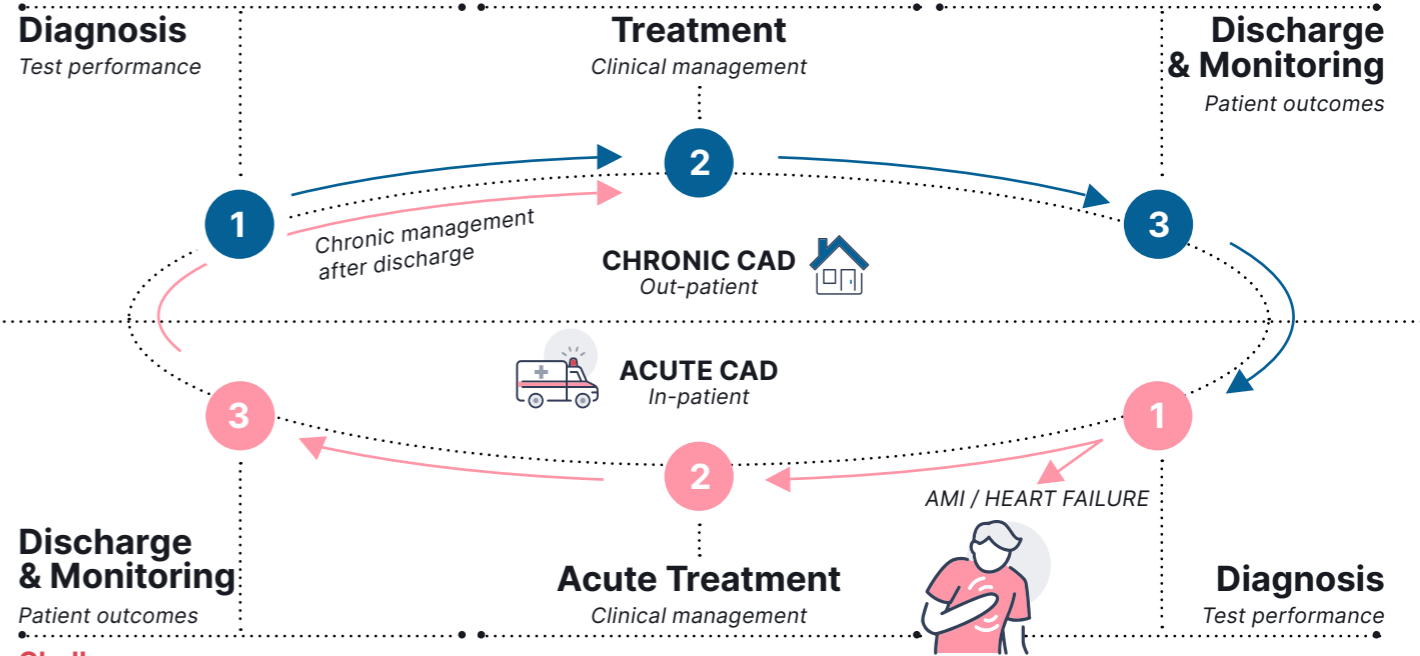 Diagnosis
Test performance
Treatment
Clinical management
Discharge
& Monitoring
Patient outcomes
1
2
3
Chronic management
after discharge
CHRONIC CAD
Out-patient
ACUTE CAD
In-patient
3
2
1
AMI / HEART FAILURE
Discharge
& Monitoring
Patient outcomes
Acute Treatment
Clinical management
Diagnosis
Test performance